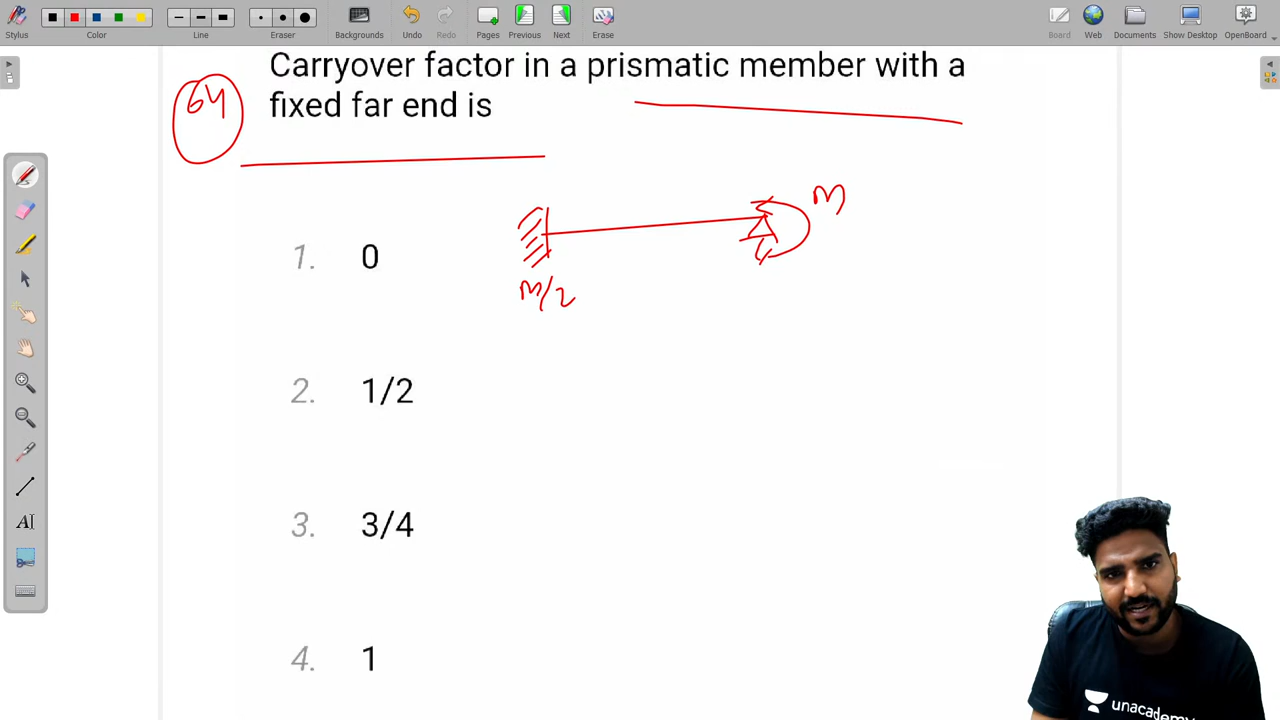 Stylus
Color
Line
Eraser
Backgrounds
Undo
Redo
Pages
Previous
Next
Erase
Board
Web
Documents
Show Desktop
OpenBoard
64
Carryover factor in a prismatic member with a
fixed far end is
M
M/2
1. 0
2. 1/2
3. 3/4
4. 1
unacademy